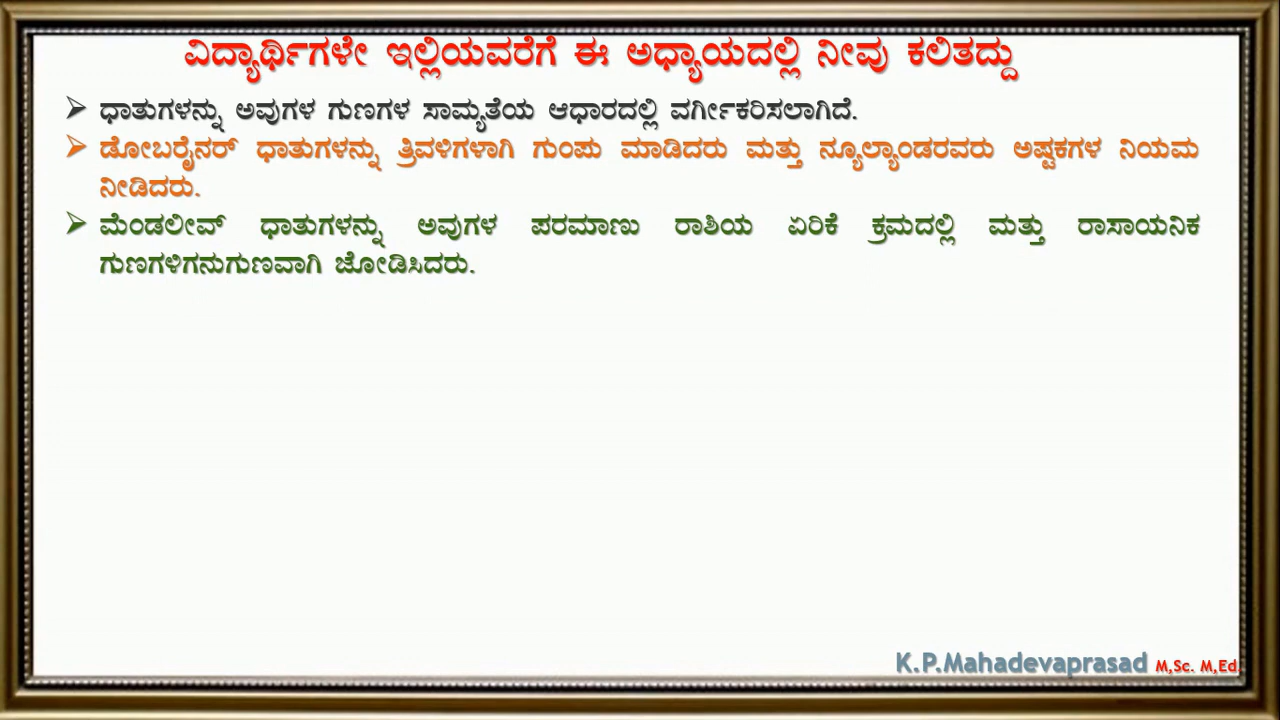 ವಿದ್ಯಾರ್ಥಿಗಳೇ ಇಲ್ಲಿಯವರೆಗೆ ಈ ಅಧ್ಯಾಯದಲ್ಲಿ ನೀವು ಕಲಿತದ್ದು
➢ ಧಾತುಗಳನ್ನು ಅವುಗಳ ಗುಣಗಳ ಸಾಮ್ಯತೆಯ ಆಧಾರದಲ್ಲಿ ವರ್ಗೀಕರಿಸಲಾಗಿದೆ.
➢ ಡೋಬರೈನರ್ ಧಾತುಗಳನ್ನು ತ್ರಿವಳಿಗಳಾಗಿ ಗುಂಪು ಮಾಡಿದರು ಮತ್ತು ನ್ಯೂಲ್ಯಾಂಡರವರು ಅಷ್ಟಕಗಳ ನಿಯಮ
ನೀಡಿದರು.
➢ ಮೆಂಡಲೀವ್ ಧಾತುಗಳನ್ನು ಅವುಗಳ ಪರಮಾಣು ರಾಶಿಯ ಏರಿಕೆ ಕ್ರಮದಲ್ಲಿ ಮತ್ತು ರಾಸಾಯನಿಕ
ಗುಣಗಳಿಗನುಗುಣವಾಗಿ ಜೋಡಿಸಿದರು.
K.P.Mahadevaprasad M,Sc. M,Ed,